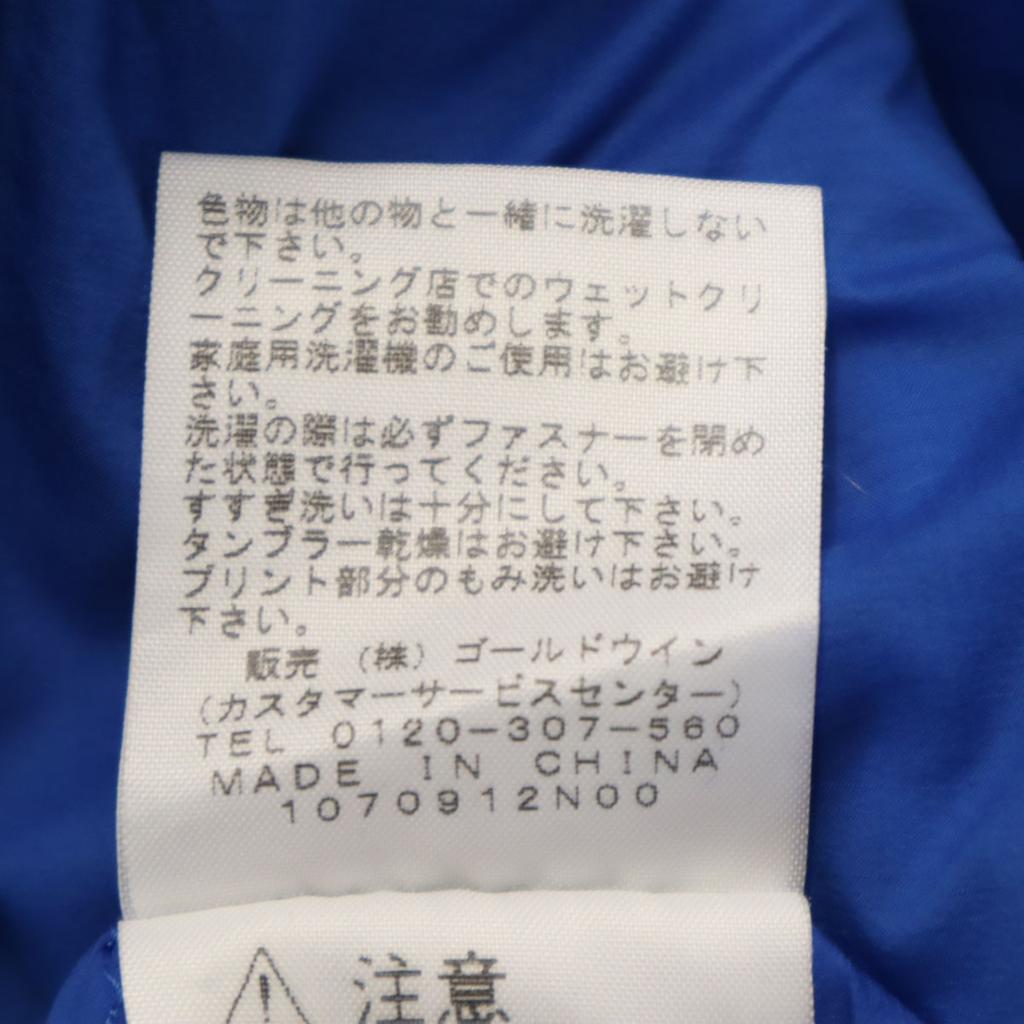 色物は他の物と一緒に洗濯しない
で下さい。
クリーニング店でのウェットクリ
ーニングをお勧めします。
家庭用洗濯機のご使用はお避け下
さい。
洗濯の際は必ずファスナーを閉め
た状態で行ってください。
すすぎ洗いは十分にして下さい。
タンブラー乾燥はお避け下さい。
プリント部分のもみ洗いはお避け
下さい。
販売 (株) ゴールドウイン
(カスタマーサービスセンター)
TEL 0120-307-560
MADE IN CHINA
1070912N00
注意